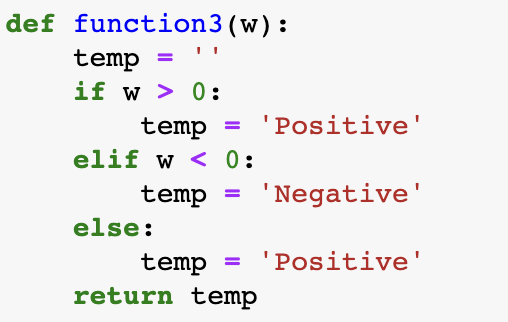 def function3(w):
    temp = ''
    if w > 0:
        temp = 'Positive'
    elif w < 0:
        temp = 'Negative'
    else:
        temp = 'Positive'
    return temp